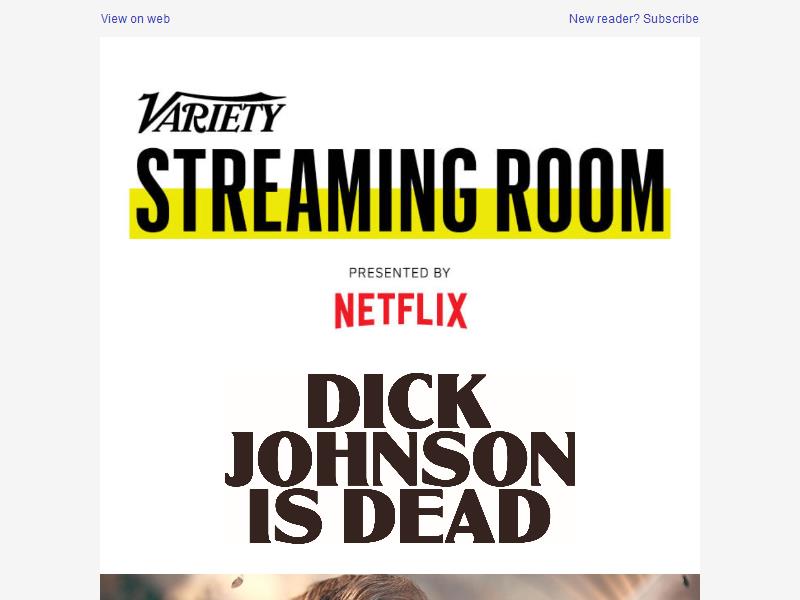 View on web
New reader? Subscribe
VARIETY
STREAMING ROOM
PRESENTED BY
NETFLIX
DICK
JOHNSON
IS DEAD